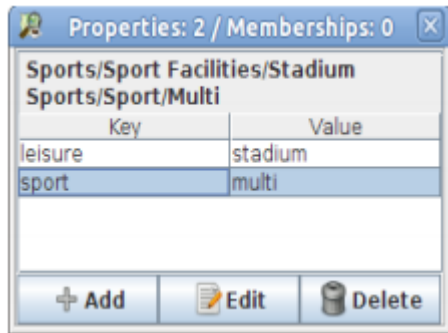 Properties: 2 / Memberships: 0
Sports/Sport Facilities/Stadium
Sports/Sport/Multi
Key Value
leisure stadium
sport multi
Add Edit Delete